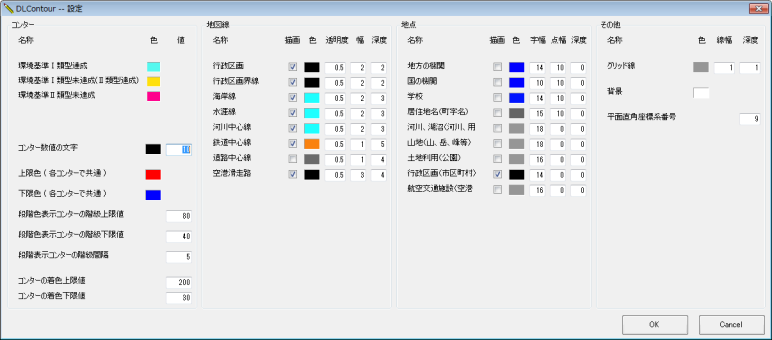 DLContour -- 設定
コンター
名称 色 値
環境基準Ⅰ類型達成
環境基準Ⅰ類型未達成(Ⅱ類型達成)
環境基準Ⅱ類型未達成
コンター数値の文字 10
上限色(各コンターで共通)
下限色(各コンターで共通)
段階色表示コンターの階級上限値 80
段階色表示コンターの階級下限値 40
段階表示コンターの階級間隔 5
コンターの着色上限値 200
コンターの着色下限値 30
地図線
名称 描画 色 透明度 幅 深度
行政区画 0.5 2 2
行政区画界線 0.5 2 2
海岸線 0.5 2 3
水涯線 0.5 2 3
河川中心線 0.5 2 3
鉄道中心線 0.5 1 5
道路中心線 0.5 1 4
空港滑走路 0.5 3 4
地点
名称 描画 色 字幅 点幅 深度
地方の機関 14 10 0
国の機関 10 10 0
学校 14 10 0
居住地名(町字名) 15 10 0
河川、湖沼(河川、用 18 0 0
山地(山、岳、峰等) 18 0 0
土地利用(公園) 16 0 0
行政区画(市区町村) 14 0 0
航空交通施設(空港 16 0 0
その他
名称 色 線幅 深度
グリッド線 1 1
背景
平面直角座標系番号 9
OK Cancel